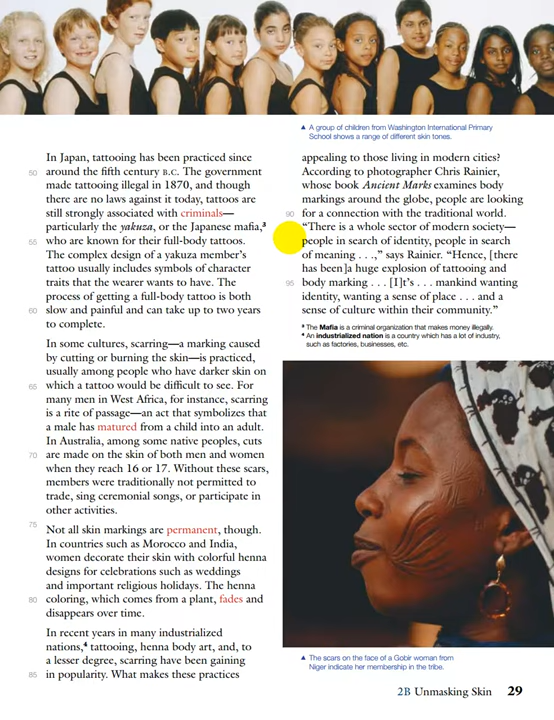 ▲ A group of children from Washington International Primary
School shows a range of different skin tones.
In Japan, tattooing has been practiced since
50 around the fifth century B.C. The government
made tattooing illegal in 1870, and though
there are no laws against it today, tattoos are
still strongly associated with criminals—
particularly the yakuza, or the Japanese mafia,³
55 who are known for their full-body tattoos.
The complex design of a yakuza member's
tattoo usually includes symbols of character
traits that the wearer wants to have. The
process of getting a full-body tattoo is both
60 slow and painful and can take up to two years
to complete.
In some cultures, scarring—a marking caused
by cutting or burning the skin—is practiced,
usually among people who have darker skin on
65 which a tattoo would be difficult to see. For
many men in West Africa, for instance, scarring
is a rite of passage—an act that symbolizes that
a male has matured from a child into an adult.
In Australia, among some native peoples, cuts
70 are made on the skin of both men and women
when they reach 16 or 17. Without these scars,
members were traditionally not permitted to
trade, sing ceremonial songs, or participate in
other activities.
75 Not all skin markings are permanent, though.
In countries such as Morocco and India,
women decorate their skin with colorful henna
designs for celebrations such as weddings
and important religious holidays. The henna
80 coloring, which comes from a plant, fades and
disappears over time.
In recent years in many industrialized
nations,⁴ tattooing, henna body art, and, to
a lesser degree, scarring have been gaining
85 in popularity. What makes these practices
appealing to those living in modern cities?
According to photographer Chris Rainier,
whose book Ancient Marks examines body
markings around the globe, people are looking
90 for a connection with the traditional world.
"There is a whole sector of modern society—
people in search of identity, people in search
of meaning . . .," says Rainier. "Hence, [there
has been]a huge explosion of tattooing and
95 body marking . . . [I]t's . . . mankind wanting
identity, wanting a sense of place . . . and a
sense of culture within their community."
³ The Mafia is a criminal organization that makes money illegally.
⁴ An industrialized nation is a country which has a lot of industry,
such as factories, businesses, etc.
▲ The scars on the face of a Gobir woman from
Niger indicate her membership in the tribe.
2B Unmasking Skin 29